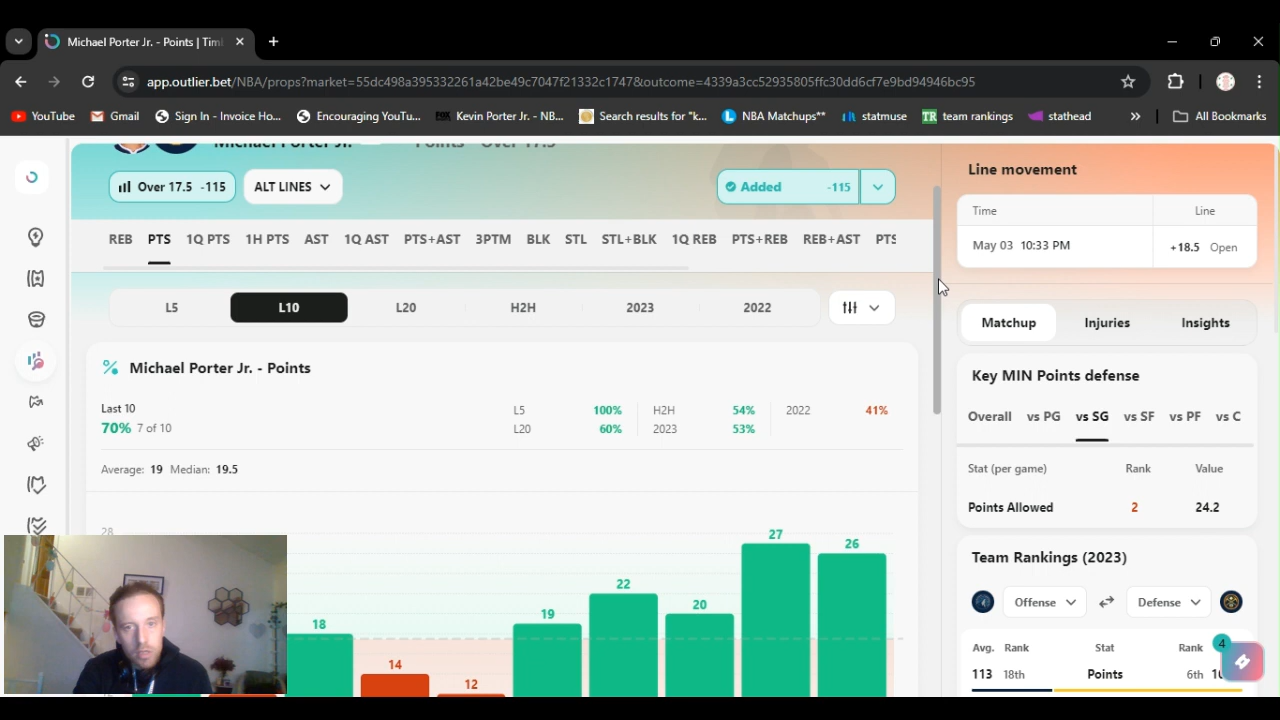 Michael Porter Jr. - Points | Timl
app.outlier.bet/NBA/props?market=55dc498a395332261a42be49c7047f21332c1747&outcome=4339a3cc52935805ffc30dd6cf7e9bd94946bc95
YouTube Gmail Sign In - Invoice Ho... Encouraging YouTu... Kevin Porter Jr. - NB... Search results for "k... NBA Matchups** statmuse team rankings stathead » All Bookmarks
Michael Porter Jr. Points - Over 17.5
Over 17.5 -115 ALT LINES Added -115
REB PTS 1Q PTS 1H PTS AST 1Q AST PTS+AST 3PTM BLK STL STL+BLK 1Q REB PTS+REB REB+AST PTS
L5 L10 L20 H2H 2023 2022
Michael Porter Jr. - Points
Last 10
70% 7 of 10
L5 100% H2H 54% 2022 41%
L20 60% 2023 53%
Average: 19 Median: 19.5
28
18
14
12
19
22
20
27
26
Line movement
Time Line
May 03 10:33 PM +18.5 Open
Matchup Injuries Insights
Key MIN Points defense
Overall vs PG vs SG vs SF vs PF vs C
Stat (per game) Rank Value
Points Allowed 2 24.2
Team Rankings (2023)
Offense Defense
Avg. Rank Stat Rank
4
113 18th Points 6th